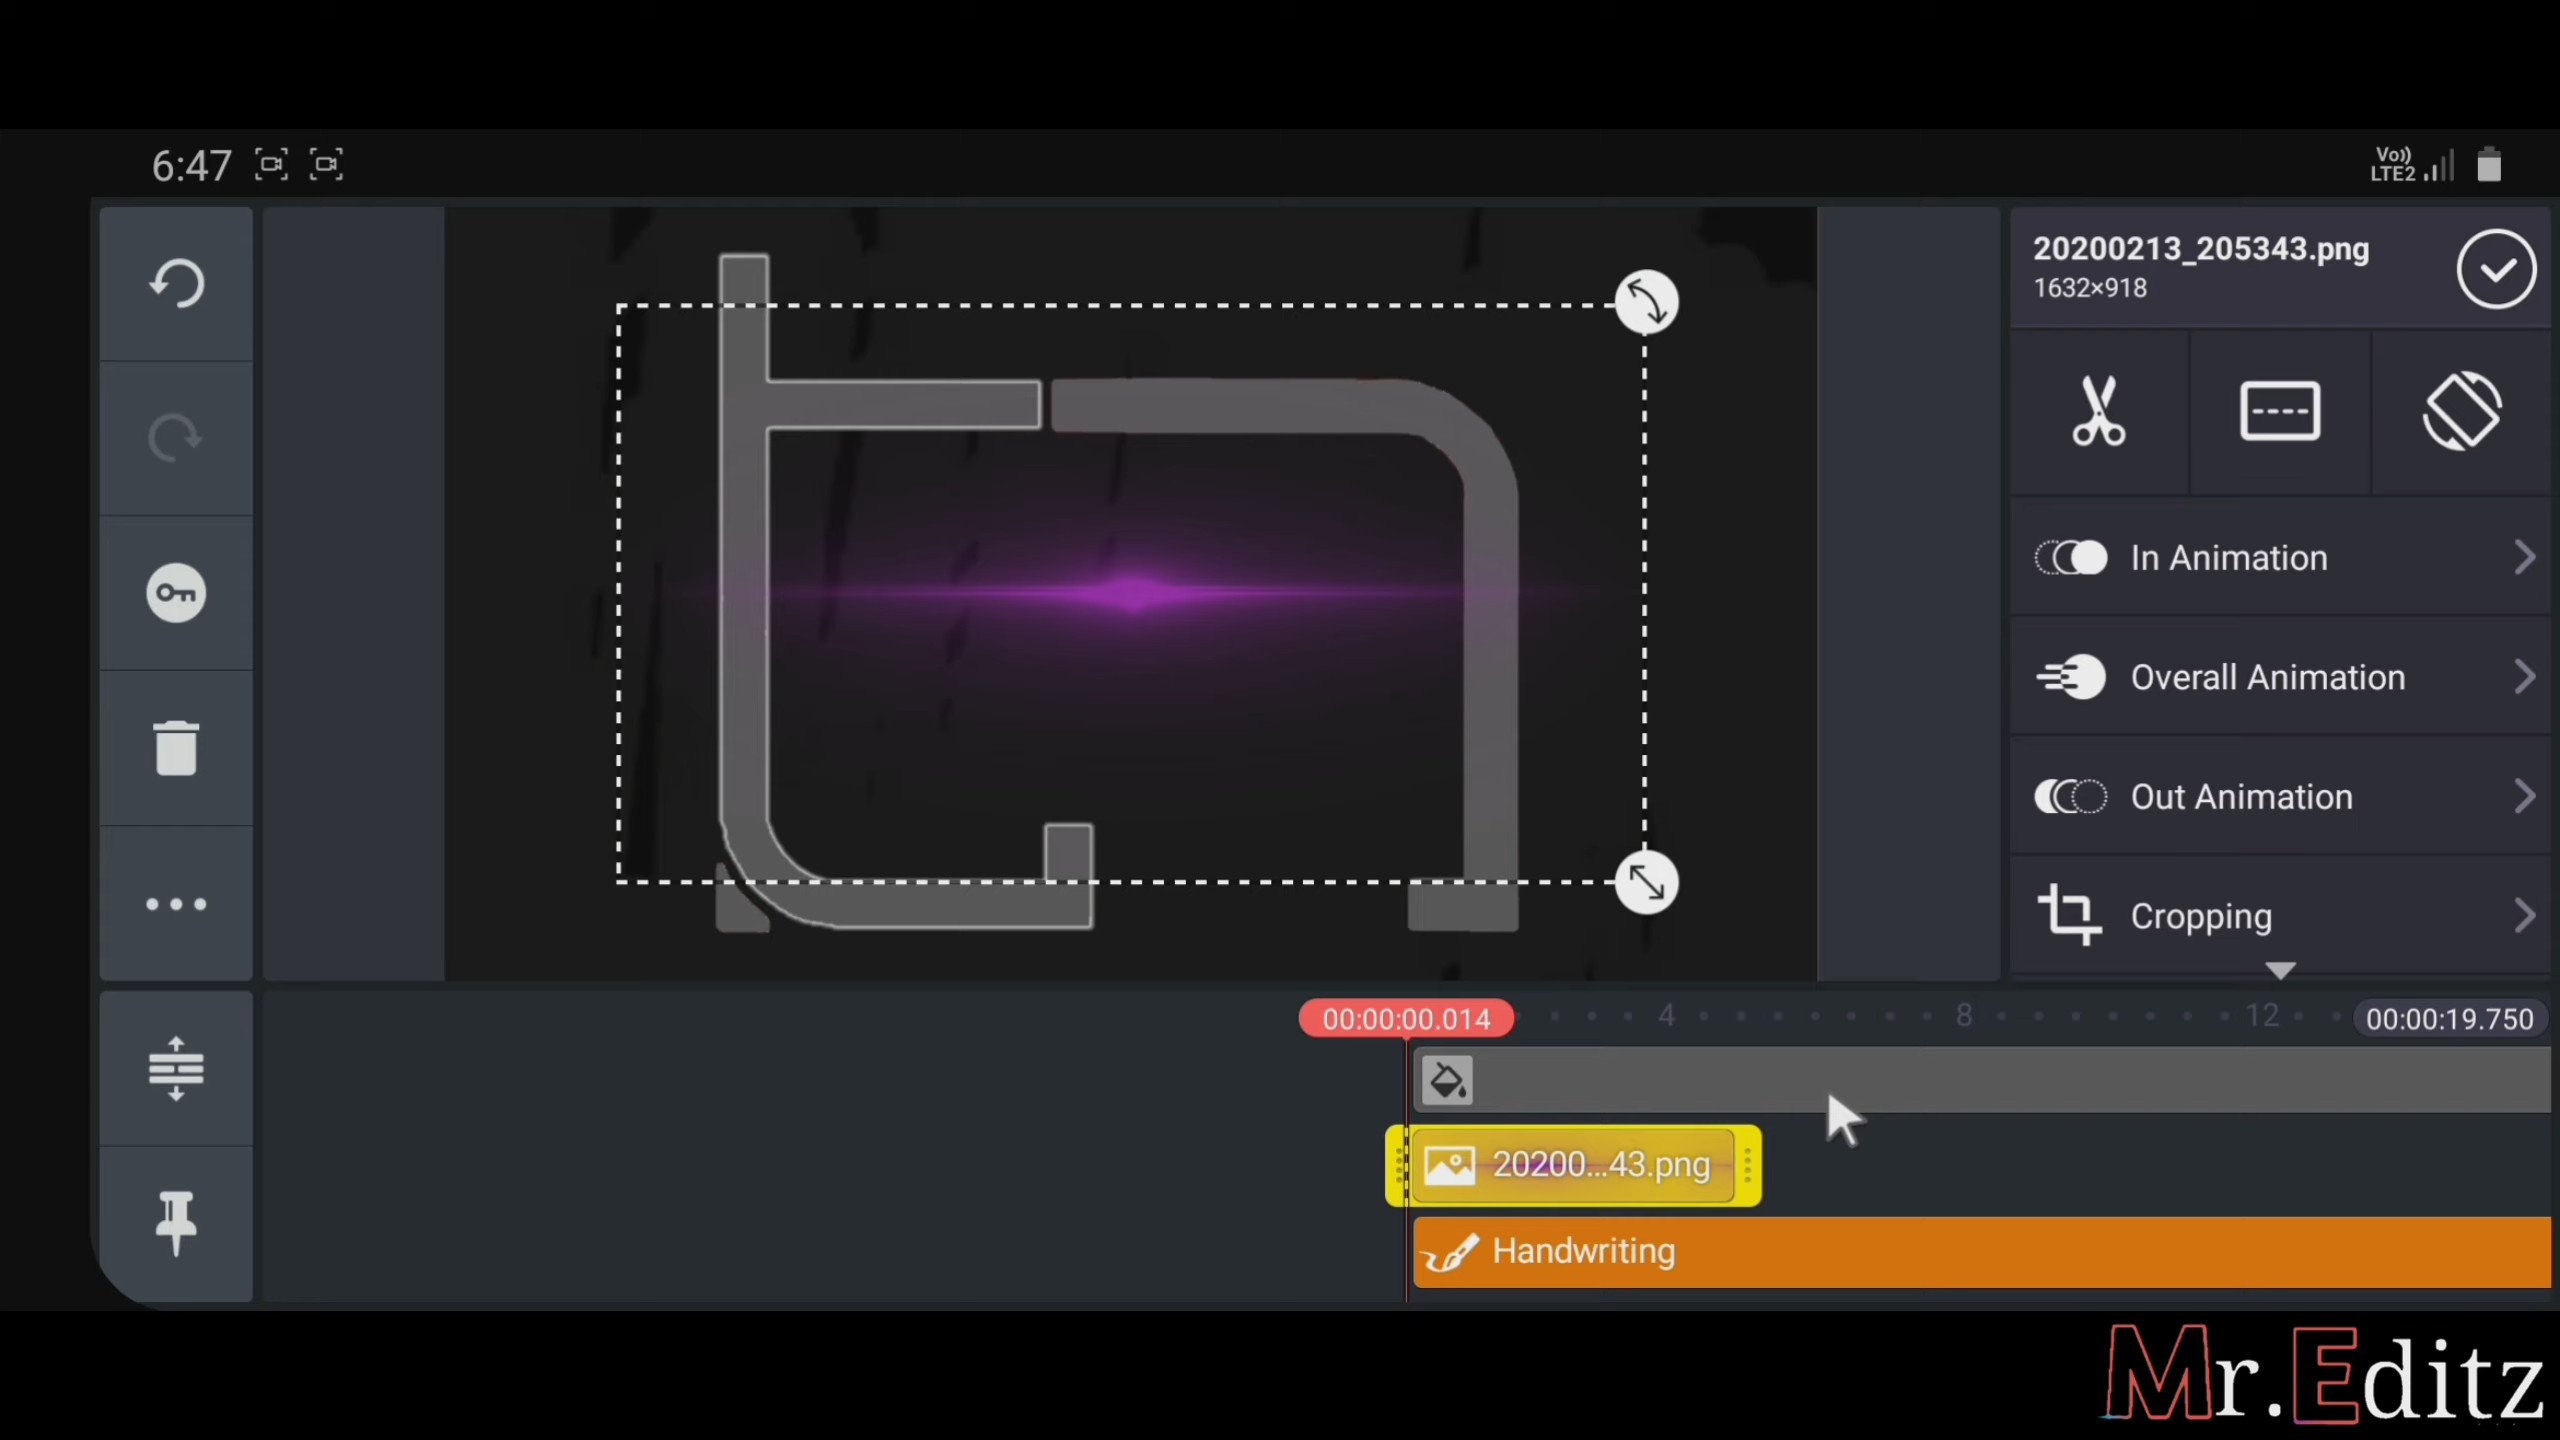 6:47
Vo)) LTE2
20200213_205343.png
1632×918
In Animation
Overall Animation
Out Animation
Cropping
00:00:00.014
4
8
12
00:00:19.750
20200...43.png
Handwriting
Mr.Editz